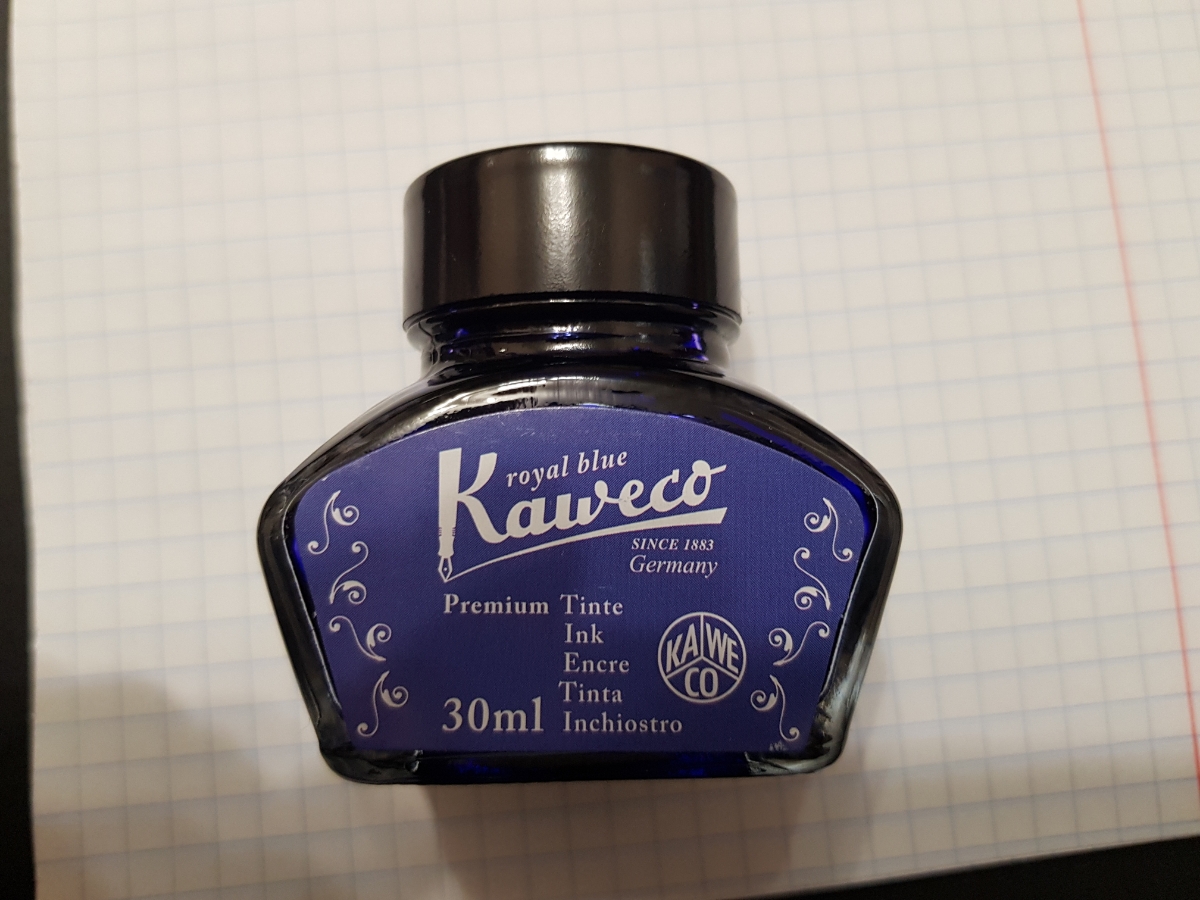 royal blue
Kaweco
SINCE 1883
Germany
Premium Tinte
Ink
Encre
Tinta
30ml Inchiostro
KA WE
CO